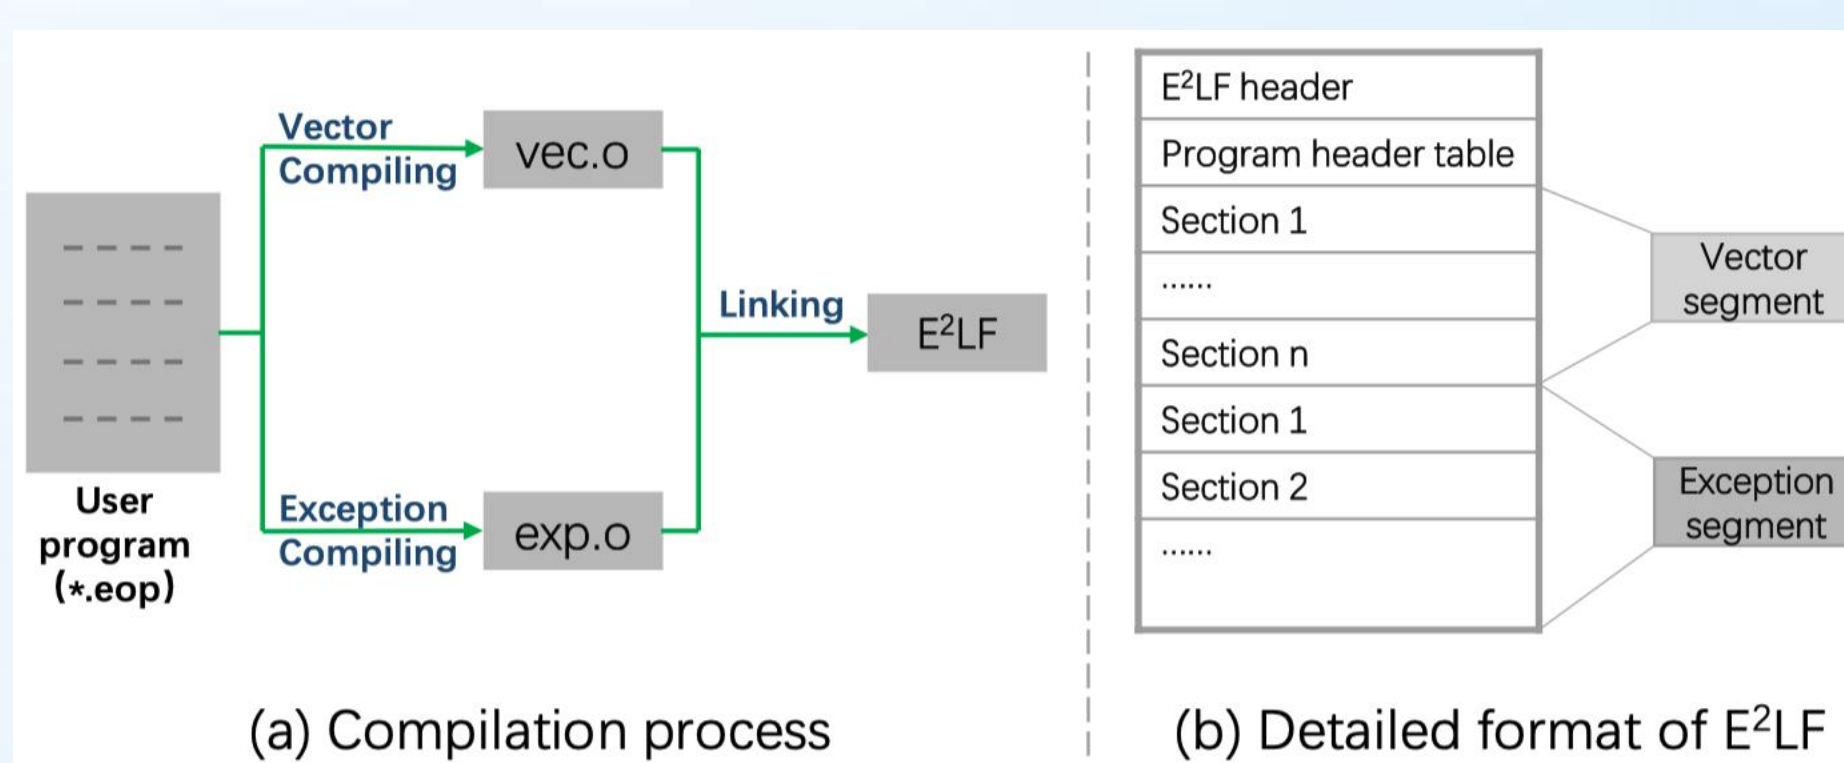 User
program
(*.eop)
Vector
Compiling
vec.o
Exception
Compiling
exp.o
Linking
E²LF
(a) Compilation process
E²LF header
Program header table
Section 1
......
Section n
Section 1
Section 2
......
Vector
segment
Exception
segment
(b) Detailed format of E²LF